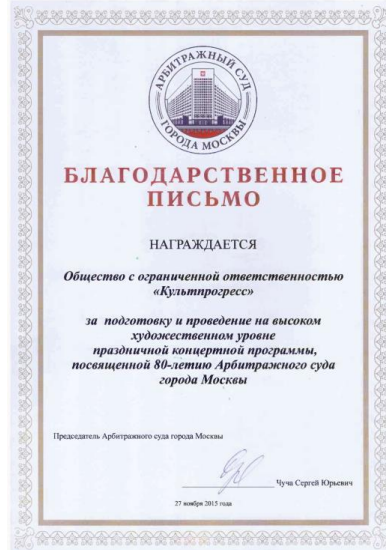 АРБИТРАЖНЫЙ СУД
ГОРОДА МОСКВЫ
БЛАГОДАРСТВЕННОЕ
ПИСЬМО
НАГРАЖДАЕТСЯ
Общество с ограниченной ответственностью
«Культпрогресс»
за подготовку и проведение на высоком
художественном уровне
праздничной концертной программы,
посвященной 80-летию Арбитражного суда
города Москвы
Председатель Арбитражного суда города Москвы
Чуча Сергей Юрьевич
27 ноября 2015 года